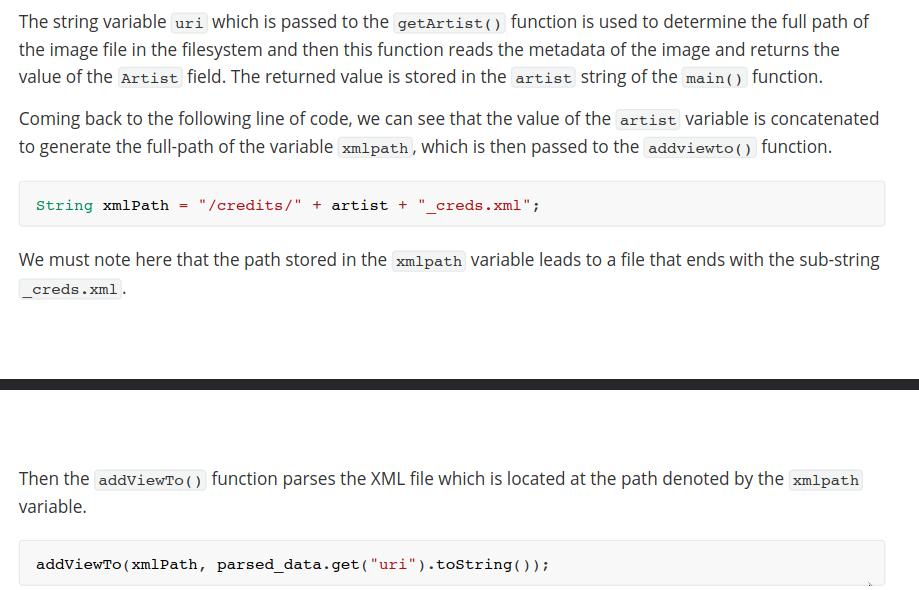 The string variable uri which is passed to the getArtist() function is used to determine the full path of
the image file in the filesystem and then this function reads the metadata of the image and returns the
value of the Artist field. The returned value is stored in the artist string of the main() function.
Coming back to the following line of code, we can see that the value of the artist variable is concatenated
to generate the full-path of the variable xmlpath, which is then passed to the addviewto() function.
String xmlPath = "/credits/" + artist + "_creds.xml";
We must note here that the path stored in the xmlpath variable leads to a file that ends with the sub-string
_creds.xml.
Then the addViewTo() function parses the XML file which is located at the path denoted by the xmlpath
variable.
addViewTo(xmlPath, parsed_data.get("uri").toString());